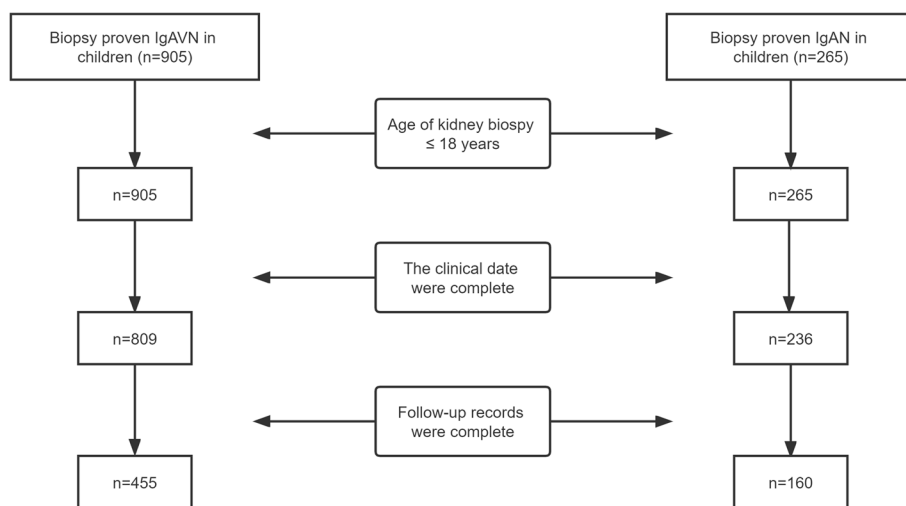 Biopsy proven IgAVN in
children (n=905)
Biopsy proven IgAN in
children (n=265)
Age of kidney biospy
≤ 18 years
n=905
n=265
The clinical date
were complete
n=809
n=236
Follow-up records
were complete
n=455
n=160